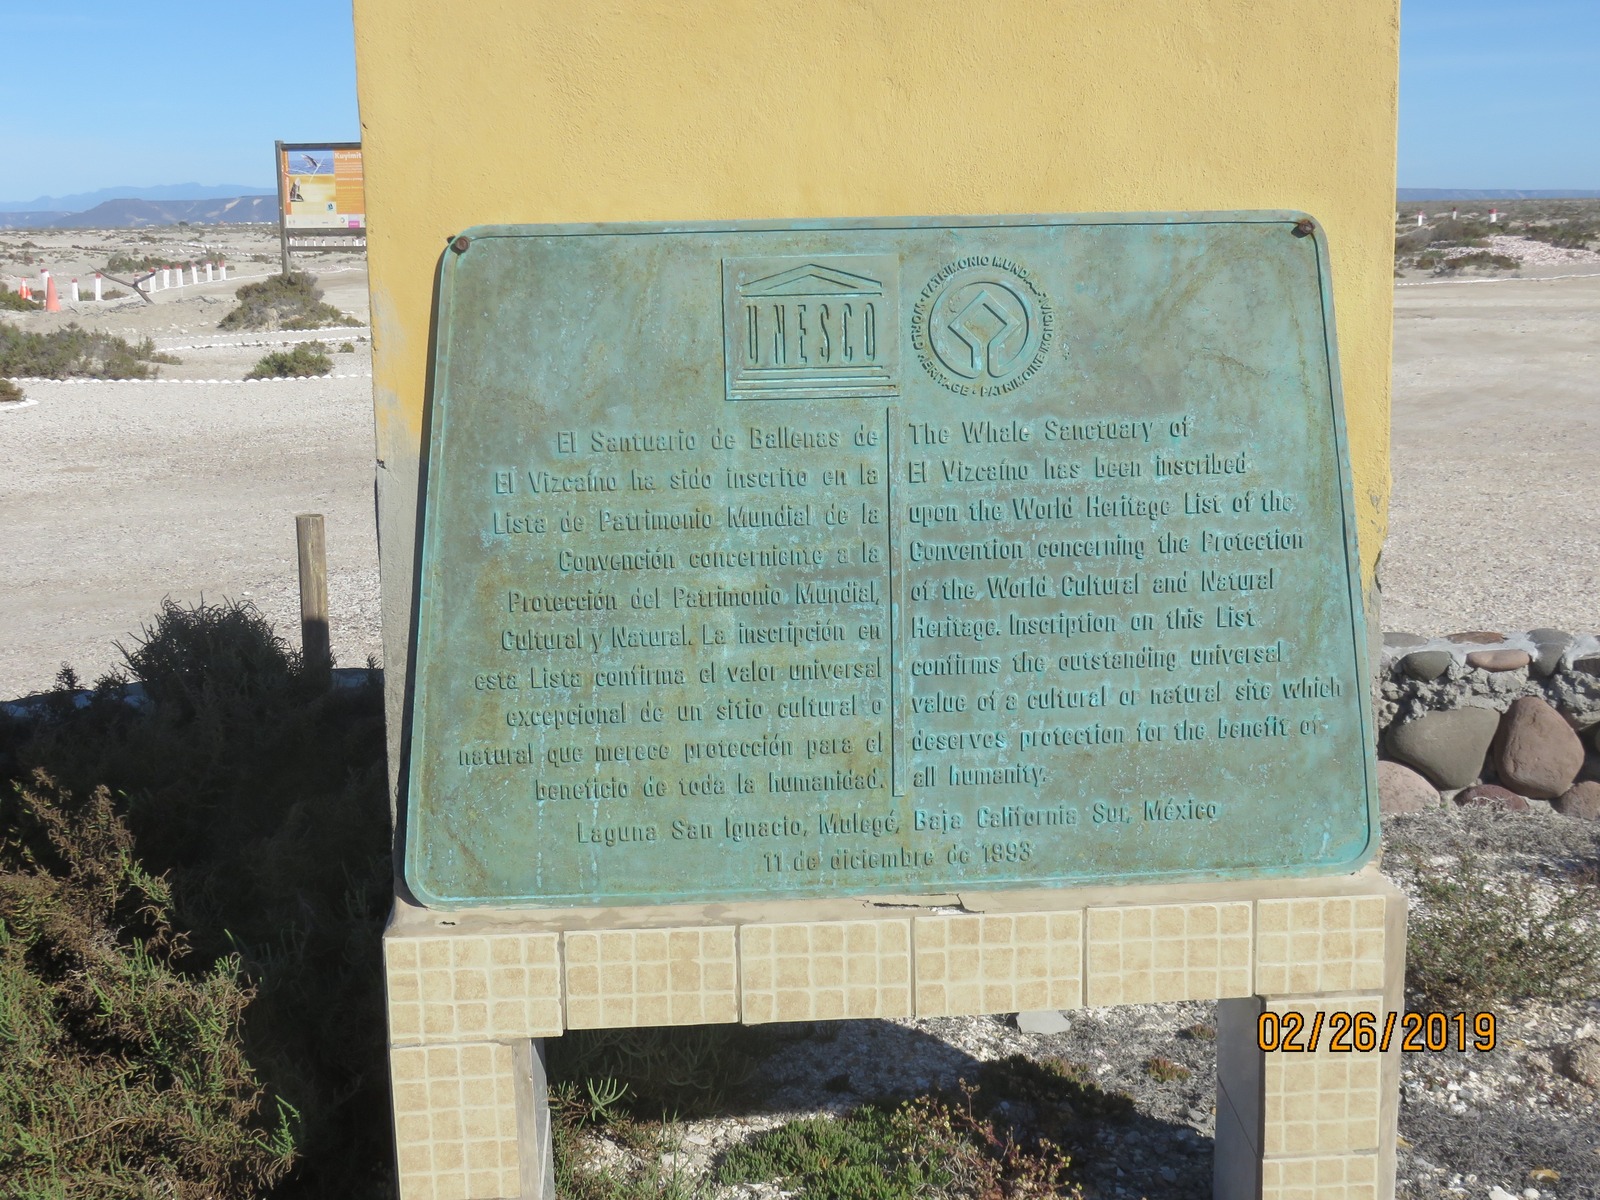 Kuyimit
UNESCO
PATRIMONIO MUNDIAL • WORLD HERITAGE • PATRIMOINE MONDIAL
El Santuario de Ballenas de
El Vizcaíno ha sido inscrito en la
Lista de Patrimonio Mundial de la
Convención concerniente a la
Protección del Patrimonio Mundial,
Cultural y Natural. La inscripción en
esta Lista confirma el valor universal
excepcional de un sitio cultural o
natural que merece protección para el
beneficio de toda la humanidad.
The Whale Sanctuary of
El Vizcaíno has been inscribed
upon the World Heritage List of the
Convention concerning the Protection
of the World Cultural and Natural
Heritage. Inscription on this List
confirms the outstanding universal
value of a cultural or natural site which
deserves protection for the benefit of
all humanity.
Laguna San Ignacio, Mulegé, Baja California Sur, México
11 de diciembre de 1993
02/26/2019